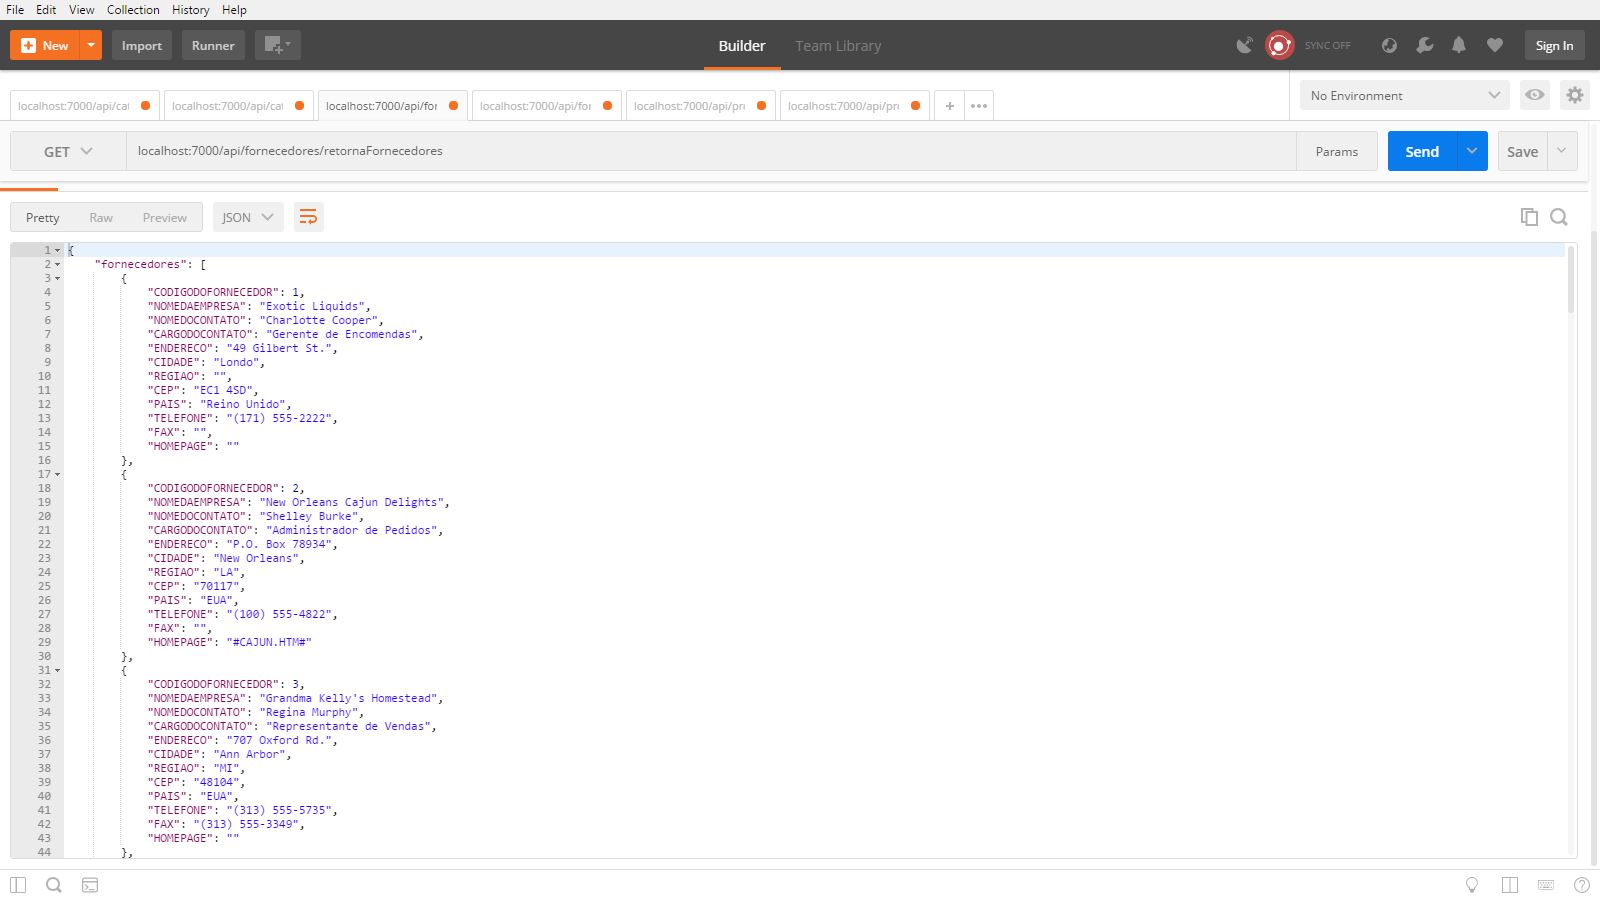 File Edit View Collection History Help
New Import Runner Builder Team Library SYNC OFF Sign In
localhost:7000/api/cat localhost:7000/api/cat localhost:7000/api/for localhost:7000/api/for localhost:7000/api/pro localhost:7000/api/pro + ••• No Environment
GET localhost:7000/api/fornecedores/retornaFornecedores Params Send Save
Pretty Raw Preview JSON
1 {
2 "fornecedores": [
3 {
4 "CODIGODOFORNECEDOR": 1,
5 "NOMEDAEMPRESA": "Exotic Liquids",
6 "NOMEDOCONTATO": "Charlotte Cooper",
7 "CARGODOCONTATO": "Gerente de Encomendas",
8 "ENDERECO": "49 Gilbert St.",
9 "CIDADE": "Londo",
10 "REGIAO": "",
11 "CEP": "EC1 4SD",
12 "PAIS": "Reino Unido",
13 "TELEFONE": "(171) 555-2222",
14 "FAX": "",
15 "HOMEPAGE": ""
16 },
17 {
18 "CODIGODOFORNECEDOR": 2,
19 "NOMEDAEMPRESA": "New Orleans Cajun Delights",
20 "NOMEDOCONTATO": "Shelley Burke",
21 "CARGODOCONTATO": "Administrador de Pedidos",
22 "ENDERECO": "P.O. Box 78934",
23 "CIDADE": "New Orleans",
24 "REGIAO": "LA",
25 "CEP": "70117",
26 "PAIS": "EUA",
27 "TELEFONE": "(100) 555-4822",
28 "FAX": "",
29 "HOMEPAGE": "#CAJUN.HTM#"
30 },
31 {
32 "CODIGODOFORNECEDOR": 3,
33 "NOMEDAEMPRESA": "Grandma Kelly's Homestead",
34 "NOMEDOCONTATO": "Regina Murphy",
35 "CARGODOCONTATO": "Representante de Vendas",
36 "ENDERECO": "707 Oxford Rd.",
37 "CIDADE": "Ann Arbor",
38 "REGIAO": "MI",
39 "CEP": "48104",
40 "PAIS": "EUA",
41 "TELEFONE": "(313) 555-5735",
42 "FAX": "(313) 555-3349",
43 "HOMEPAGE": ""
44 },